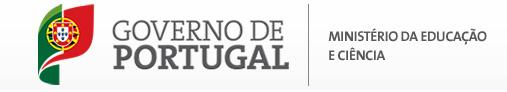 GOVERNO DE
PORTUGAL
MINISTÉRIO DA EDUCAÇÃO
E CIÊNCIA